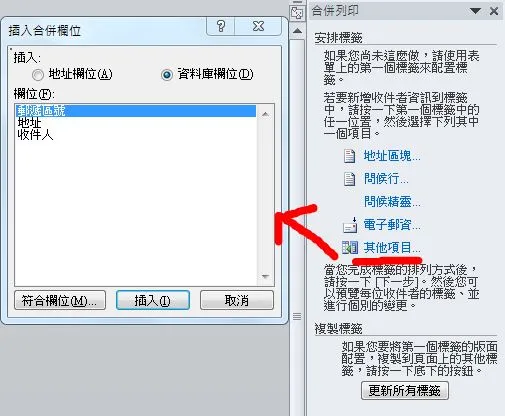 插入合併欄位
插入:
地址欄位(A)
資料庫欄位(D)
欄位(F):
郵遞區號
地址
收件人
符合欄位(M)...
插入(I)
取消
合併列印
安排標籤
如果您尚未這麼做，請使用表
單上的第一個標籤來配置標
籤。
若要新增收件者資訊到標籤
中，請按一下第一個標籤中的
任一位置，然後選擇下列其中
一個項目。
地址區塊...
問候行...
問候精靈...
電子郵資...
其他項目...
當您完成標籤的排列方式後，
請按一下 [下一步]。然後您可
以預覽每位收件者的標籤、並
進行個別的變更。
複製標籤
如果您要將第一個標籤的版面
配置，複製到頁面上的其他標
籤，請按一下底下的按鈕。
更新所有標籤